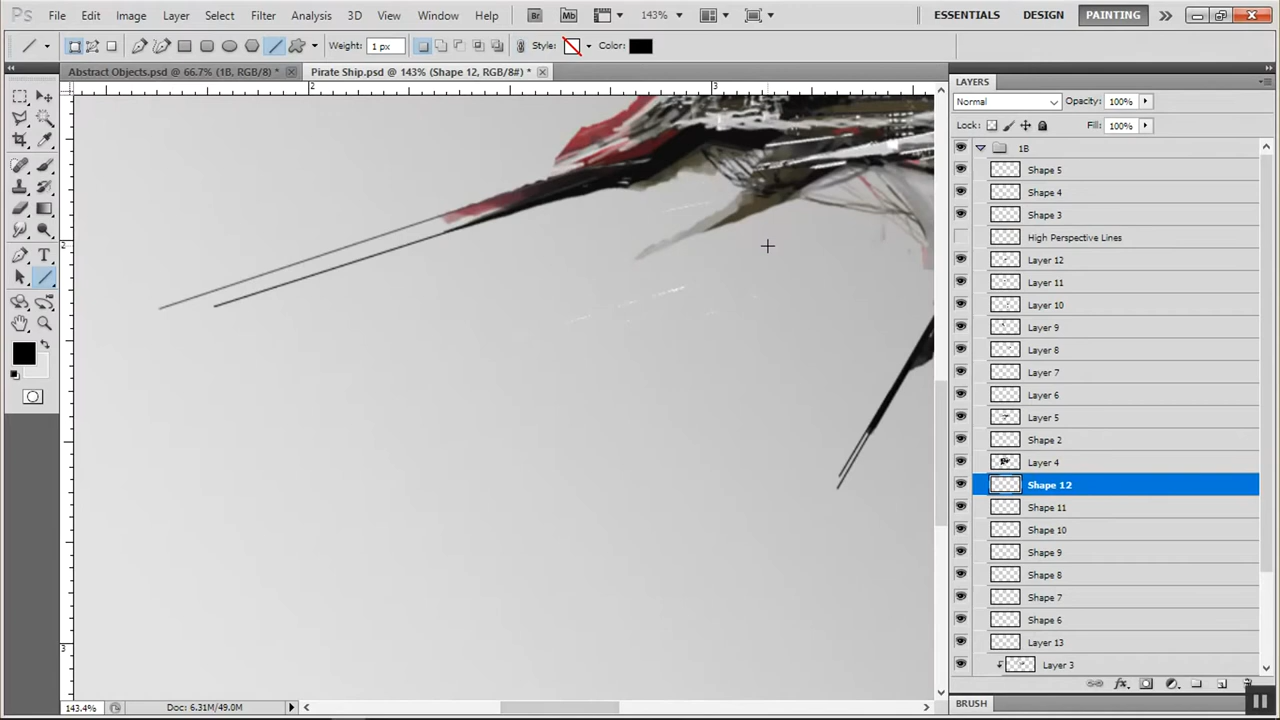 Ps File Edit Image Layer Select Filter Analysis 3D View Window Help Br Mb 143% ESSENTIALS DESIGN PAINTING
Weight: 1 px Style: Color:
Abstract Objects.psd @ 66.7% (1B, RGB/8) * Pirate Ship.psd @ 143% (Shape 12, RGB/8#) *
2 3
2
3
LAYERS
Normal Opacity: 100%
Lock: Fill: 100%
1B
Shape 5
Shape 4
Shape 3
High Perspective Lines
Layer 12
Layer 11
Layer 10
Layer 9
Layer 8
Layer 7
Layer 6
Layer 5
Shape 2
Layer 4
Shape 12
Shape 11
Shape 10
Shape 9
Shape 8
Shape 7
Shape 6
Layer 13
Layer 3
fx
BRUSH
143.4% Doc: 6.31M/49.0M